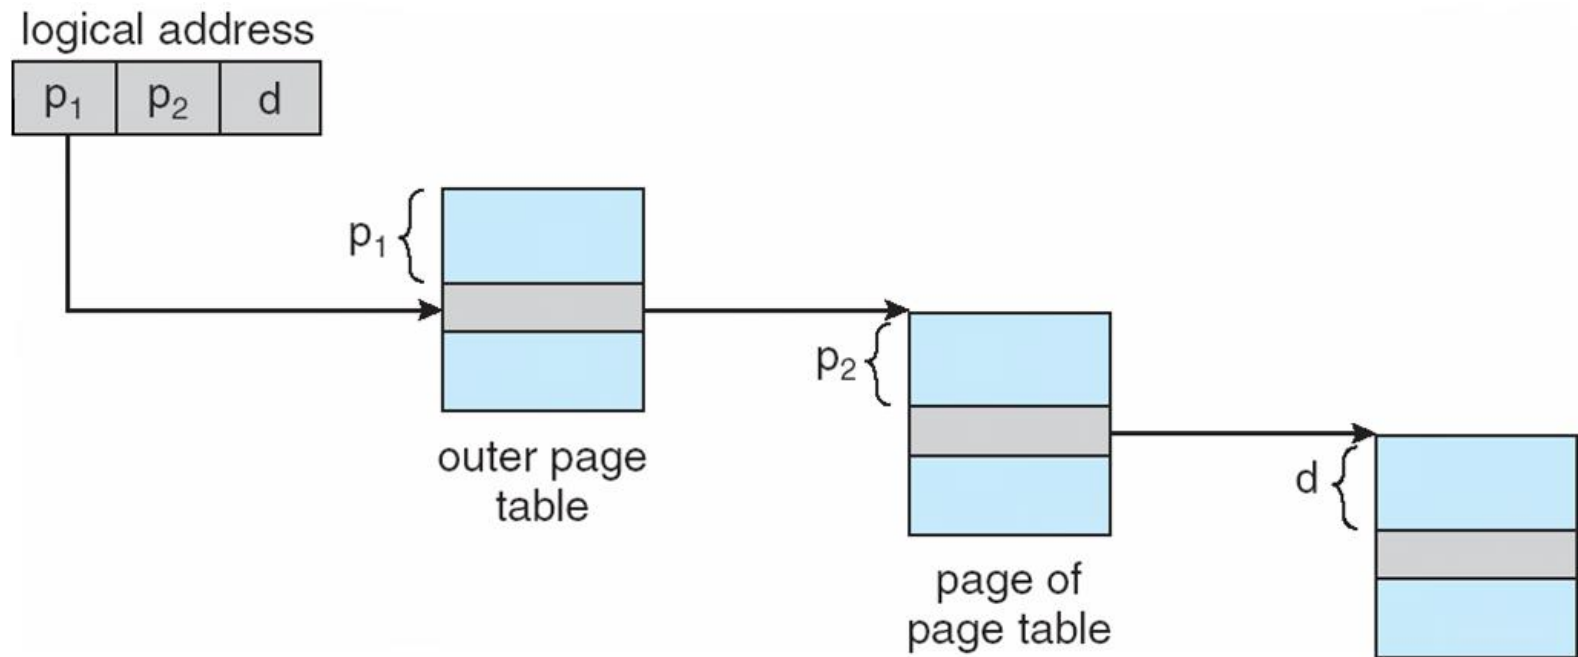 logical address
p₁ p₂ d
p₁
outer page
table
p₂
page of
page table
d